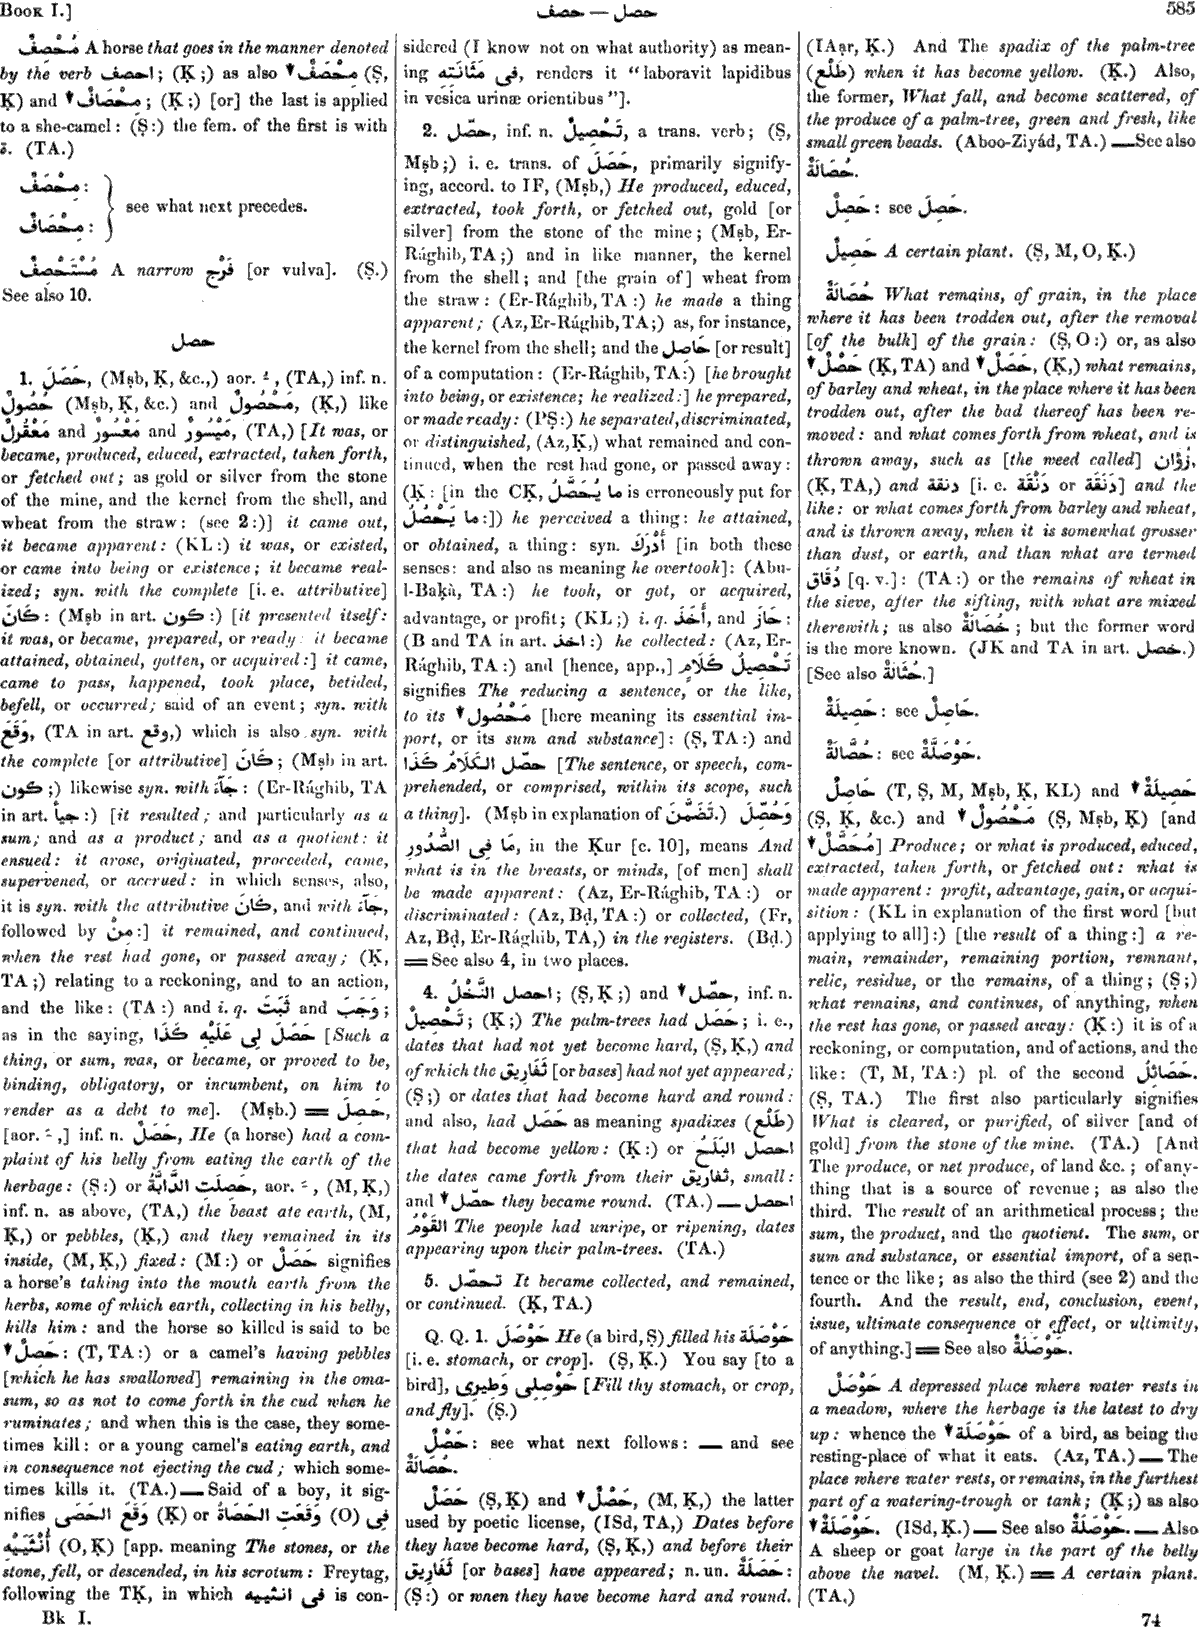 BOOK I.]
حصل — حصف
585
مُحْصِفٌ A horse that goes in the manner denoted
by the verb احصف; (Ḳ;) as also ▼ مِحْصَفٌ (Ṣ,
Ḳ) and ▼ مِحْصَافٌ; (Ḳ;) [or] the last is applied
to a she-camel: (Ṣ:) the fem. of the first is with
ة. (TA.)
مِحْصَفٌ:
مِحْصَافٌ:
see what next precedes.
مُسْتَحْصِفٌ A narrow فَرْج [or vulva]. (Ṣ.)
See also 10.
حصل
1. حَصَلَ, (Mṣb, Ḳ, &c.,) aor. ـُ, (TA,) inf. n.
حُصُولٌ (Mṣb, Ḳ, &c.) and مَحْصُولٌ, (Ḳ,) like
مَعْقُولٌ and مَعْسُورٌ and مَيْسُورٌ, (TA,) [It was, or
became, produced, educed, extracted, taken forth,
or fetched out; as gold or silver from the stone
of the mine, and the kernel from the shell, and
wheat from the straw: (see 2:)] it came out,
it became apparent: (KL:) it was, or existed,
or came into being or existence; it became real-
ized; syn. with the complete [i. e. attributive]
كَانَ: (Mṣb in art. كون:) [it presented itself:
it was, or became, prepared, or ready: it became
attained, obtained, gotten, or acquired:] it came,
came to pass, happened, took place, betided,
befell, or occurred; said of an event; syn. with
وَقَعَ, (TA in art. وقع,) which is also syn. with
the complete [or attributive] كَانَ; (Mṣb in art.
كون;) likewise syn. with جَآءَ: (Er-Rághib, TA
in art. جيأ:) [it resulted; and particularly as a
sum; and as a product; and as a quotient: it
ensued: it arose, originated, proceeded, came,
supervened, or accrued: in which senses, also,
it is syn. with the attributive كَانَ, and with جَآءَ,
followed by مِنْ:] it remained, and continued,
when the rest had gone, or passed away; (Ḳ,
TA;) relating to a reckoning, and to an action,
and the like: (TA:) and i. q. ثَبَتَ and وَجَبَ;
as in the saying, حَصَلَ لِى عَلَيْهِ كَذَا [Such a
thing, or sum, was, or became, or proved to be,
binding, obligatory, or incumbent, on him to
render as a debt to me]. (Mṣb.) = حَصِلَ,
[aor. ـَ,] inf. n. حَصَلٌ, He (a horse) had a com-
plaint of his belly from eating the earth of the
herbage: (Ṣ:) or حَصِلَتِ الدَّابَّةُ, aor. ـَ, (M, Ḳ,)
inf. n. as above, (TA,) the beast ate earth, (M,
Ḳ,) or pebbles, (Ḳ,) and they remained in its
inside, (M, Ḳ,) fixed: (M:) or حَصَلٌ signifies
a horse's taking into the mouth earth from the
herbs, some of which earth, collecting in his belly,
kills him: and the horse so killed is said to be
▼ حَصِلٌ: (T, TA:) or a camel's having pebbles
[which he has swallowed] remaining in the oma-
sum, so as not to come forth in the cud when he
ruminates; and when this is the case, they some-
times kill: or a young camel's eating earth, and
in consequence not ejecting the cud; which some-
times kills it. (TA.) — Said of a boy, it sig-
nifies وَقَعَ الحَصَى (Ḳ) or وَقَعَتِ الحَصَاةُ (O) فِى
أُنْثَيَيْهِ (O, Ḳ) [app. meaning The stones, or the
stone, fell, or descended, in his scrotum: Freytag,
following the TḲ, in which فى انثييه is con-
Bk I.
sidered (I know not on what authority) as mean-
ing فِى مَثَانَتِهِ, renders it "laboravit lapidibus
in vesica urinæ orientibus"].
2. حصّل, inf. n. تَحْصِيلٌ, a trans. verb; (Ṣ,
Mṣb;) i. e. trans. of حَصَلَ, primarily signify-
ing, accord. to IF, (Mṣb,) He produced, educed,
extracted, took forth, or fetched out, gold [or
silver] from the stone of the mine; (Mṣb, Er-
Rághib, TA;) and in like manner, the kernel
from the shell; and [the grain of] wheat from
the straw: (Er-Rághib, TA:) he made a thing
apparent; (Az, Er-Rághib, TA;) as, for instance,
the kernel from the shell; and the حَاصِل [or result]
of a computation: (Er-Rághib, TA:) [he brought
into being, or existence; he realized:] he prepared,
or made ready: (PṢ:) he separated, discriminated,
or distinguished, (Az, Ḳ,) what remained and con-
tinued, when the rest had gone, or passed away:
(Ḳ: [in the CḲ, ما يُحَصَّلُ is erroneously put for
ما يَحْصُلُ:]) he perceived a thing: he attained,
or obtained, a thing: syn. أَدْرَكَ [in both these
senses: and also as meaning he overtook]: (Abu-
l-Baḳà, TA:) he took, or got, or acquired,
advantage, or profit; (KL;) i. q. أَخَذَ, and حَازَ:
(B and TA in art. اخذ:) he collected: (Az, Er-
Rághib, TA:) and [hence, app.,] تَحْصِيلُ كَلَامٍ
signifies The reducing a sentence, or the like,
to its ▼ مَحْصُول [here meaning its essential im-
port, or its sum and substance]: (Ṣ, TA:) and
حصّل الكَلَامُ كَذَا [The sentence, or speech, com-
prehended, or comprised, within its scope, such
a thing]. (Mṣb in explanation of تَضَمَّنَ.) وَحُصِّلَ
مَا فِى الصُّدُورِ, in the Ḳur [c. 10], means And
what is in the breasts, or minds, [of men] shall
be made apparent: (Az, Er-Rághib, TA:) or
discriminated: (Az, Bḍ, TA:) or collected, (Fr,
Az, Bḍ, Er-Rághib, TA,) in the registers. (Bḍ.)
= See also 4, in two places.
4. احصل النَّخْلُ; (Ṣ, Ḳ;) and ▼ حصّل, inf. n.
تَحْصِيلٌ; (Ḳ;) The palm-trees had حَصَل; i. e.,
dates that had not yet become hard, (Ṣ, Ḳ,) and
of which the ثَفَارِيق [or bases] had not yet appeared;
(Ṣ;) or dates that had become hard and round:
and also, had حَصَل as meaning spadixes (طَلْع)
that had become yellow: (Ḳ:) or احصل البَلَحُ
the dates came forth from their ثفاريق, small:
and ▼ حصّل they became round. (TA.) — احصل
القَوْمُ The people had unripe, or ripening, dates
appearing upon their palm-trees. (TA.)
5. تحصّل It became collected, and remained,
or continued. (Ḳ, TA.)
Q. Q. 1. حَوْصَلَ He (a bird, Ṣ) filled his حَوْصَلَة
[i. e. stomach, or crop]. (Ṣ, Ḳ.) You say [to a
bird], حَوْصِلِى وَطِيرِى [Fill thy stomach, or crop,
and fly]. (Ṣ.)
حَصْلٌ: see what next follows: — and see
حُصَالَةٌ.
حَصَلٌ (Ṣ, Ḳ) and ▼ حَصْلٌ, (M, Ḳ,) the latter
used by poetic license, (ISd, TA,) Dates before
they have become hard, (Ṣ, Ḳ,) and before their
ثَفَارِيق [or bases] have appeared; n. un. حَصَلَةٌ:
(Ṣ:) or when they have become hard and round.
(IAạr, Ḳ.) And The spadix of the palm-tree
(طَلْع) when it has become yellow. (Ḳ.) Also,
the former, What fall, and become scattered, of
the produce of a palm-tree, green and fresh, like
small green beads. (Aboo-Ziyád, TA.) — See also
حُصَالَةٌ.
حَصِلٌ: see حَصِلَ.
حَصِيلٌ A certain plant. (Ṣ, M, O, Ḳ.)
حُصَالَةٌ What remains, of grain, in the place
where it has been trodden out, after the removal
[of the bulk] of the grain: (Ṣ, O:) or, as also
▼ حَصْلٌ (Ḳ, TA) and ▼ حَصَلٌ, (Ḳ,) what remains,
of barley and wheat, in the place where it has been
trodden out, after the bad thereof has been re-
moved: and what comes forth from wheat, and is
thrown away, such as [the weed called] زُؤَان,
(Ḳ, TA,) and دنقة [i. e. دَنْقَة or دَنَقَة] and the
like: or what comes forth from barley and wheat,
and is thrown away, when it is somewhat grosser
than dust, or earth, and than what are termed
دُقَاق [q. v.]: (TA:) or the remains of wheat in
the sieve, after the sifting, with what are mixed
therewith; as also خُصَالَةٌ; but the former word
is the more known. (JK and TA in art. خصل.)
[See also حُثَالَةٌ.]
حَصِيلَةٌ: see حَاصِلٌ.
حُصَّالَةٌ: see حَوْصَلَّةٌ.
حَاصِلٌ (T, Ṣ, M, Mṣb, Ḳ, KL) and ▼ حَصِيلَةٌ
(Ṣ, Ḳ, &c.) and ▼ مَحْصُولٌ (Ṣ, Mṣb, Ḳ) [and
▼ مُحَصَّلٌ] Produce; or what is produced, educed,
extracted, taken forth, or fetched out: what is
made apparent: profit, advantage, gain, or acqui-
sition: (KL in explanation of the first word [but
applying to all]:) [the result of a thing:] a re-
main, remainder, remaining portion, remnant,
relic, residue, or the remains, of a thing; (Ṣ;)
what remains, and continues, of anything, when
the rest has gone, or passed away: (Ḳ:) it is of a
reckoning, or computation, and of actions, and the
like: (T, M, TA:) pl. of the second حَصَائِلُ.
(Ṣ, TA.) The first also particularly signifies
What is cleared, or purified, of silver [and of
gold] from the stone of the mine. (TA.) [And
The produce, or net produce, of land &c.; of any-
thing that is a source of revenue; as also the
third. The result of an arithmetical process; the
sum, the product, and the quotient. The sum, or
sum and substance, or essential import, of a sen-
tence or the like; as also the third (see 2) and the
fourth. And the result, end, conclusion, event,
issue, ultimate consequence or effect, or ultimity,
of anything.] = See also حَوْصَلَةٌ.
حَوْصَلٌ A depressed place where water rests in
a meadow, where the herbage is the latest to dry
up: whence the ▼ حَوْصَلَة of a bird, as being the
resting-place of what it eats. (Az, TA.) — The
place where water rests, or remains, in the furthest
part of a watering-trough or tank; (Ḳ;) as also
▼ حَوْصَلَةٌ. (ISd, Ḳ.) — See also حَوْصَلَةٌ. — Also
A sheep or goat large in the part of the belly
above the navel. (M, Ḳ.) = A certain plant.
(TA.)
74